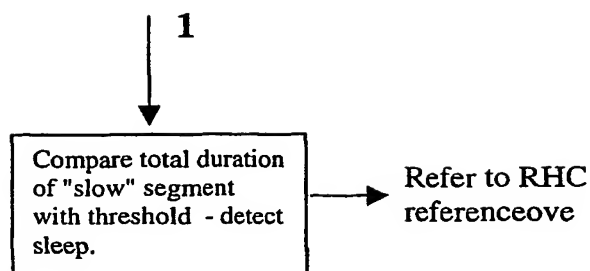 1
Compare total duration
of "slow" segment
with threshold - detect
sleep.
Refer to RHC
referenceove